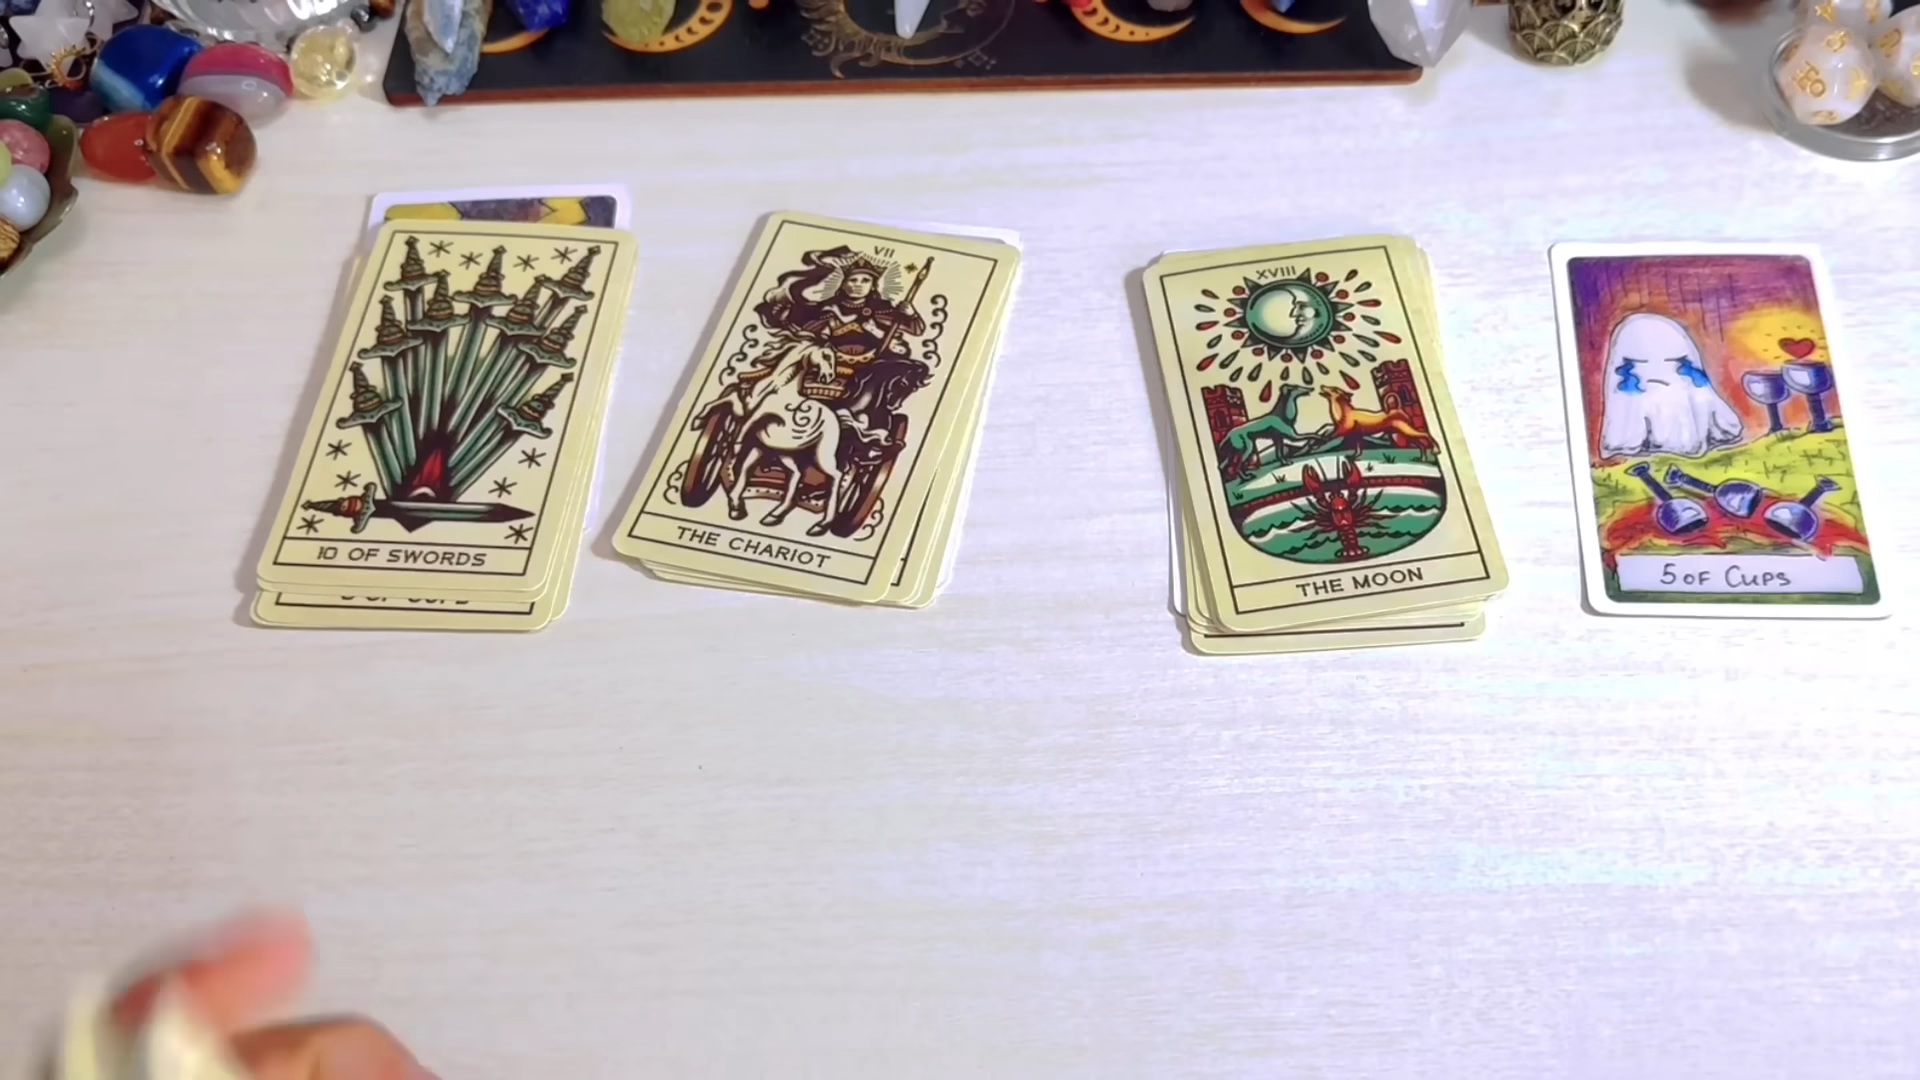 10 OF SWORDS
VII
THE CHARIOT
XVIII
THE MOON
5 OF CUPS